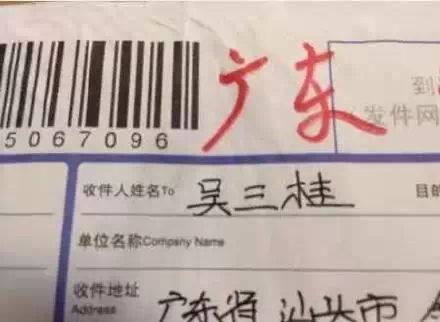 广东
5067096
到
发件网
收件人姓名To 吴三桂 目
单位名称Company Name
收件地址
Address 广东省 汕头市